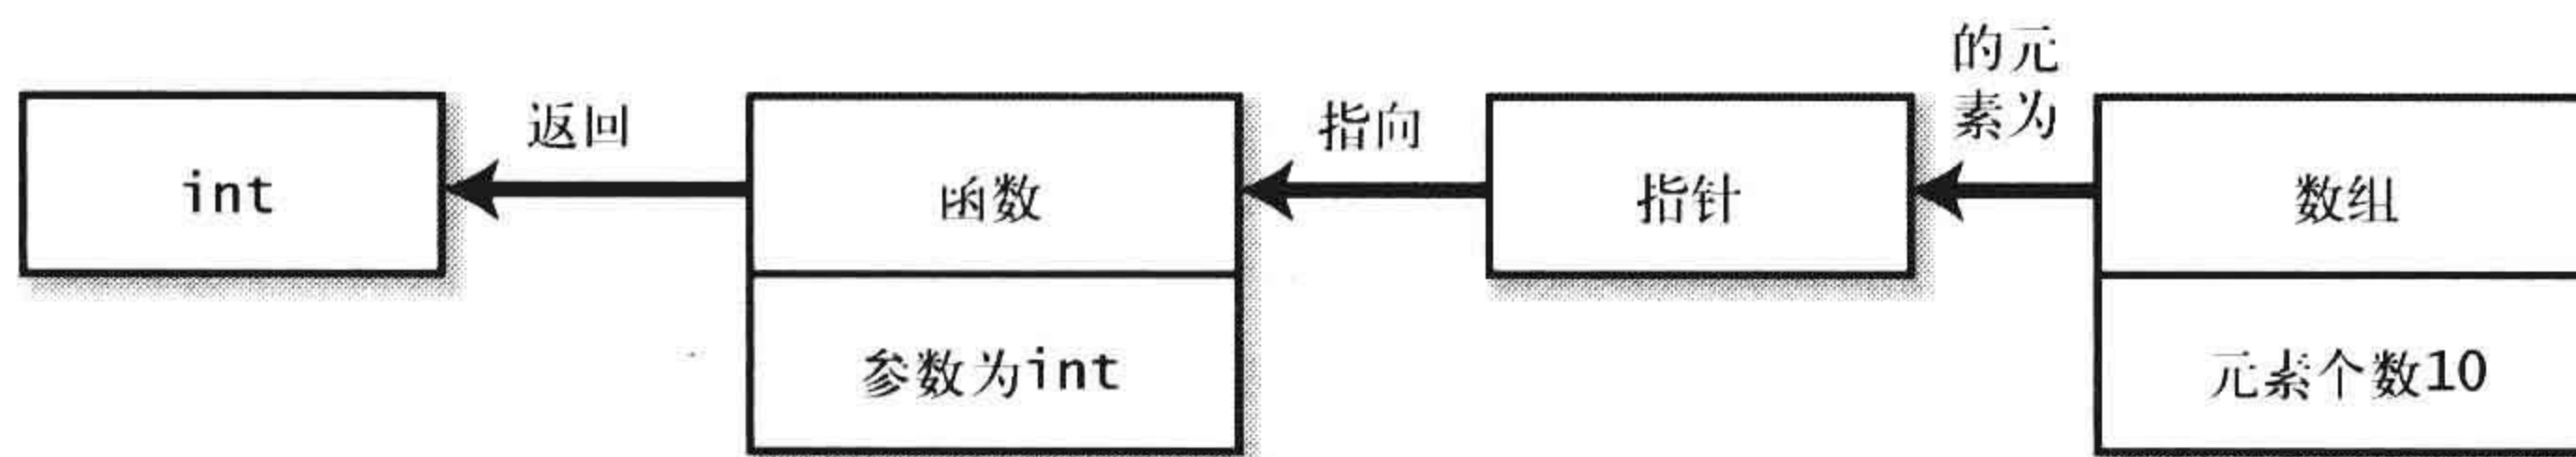 int
返回
函数
参数为int
指向
指针
的元
素为
数组
元素个数10